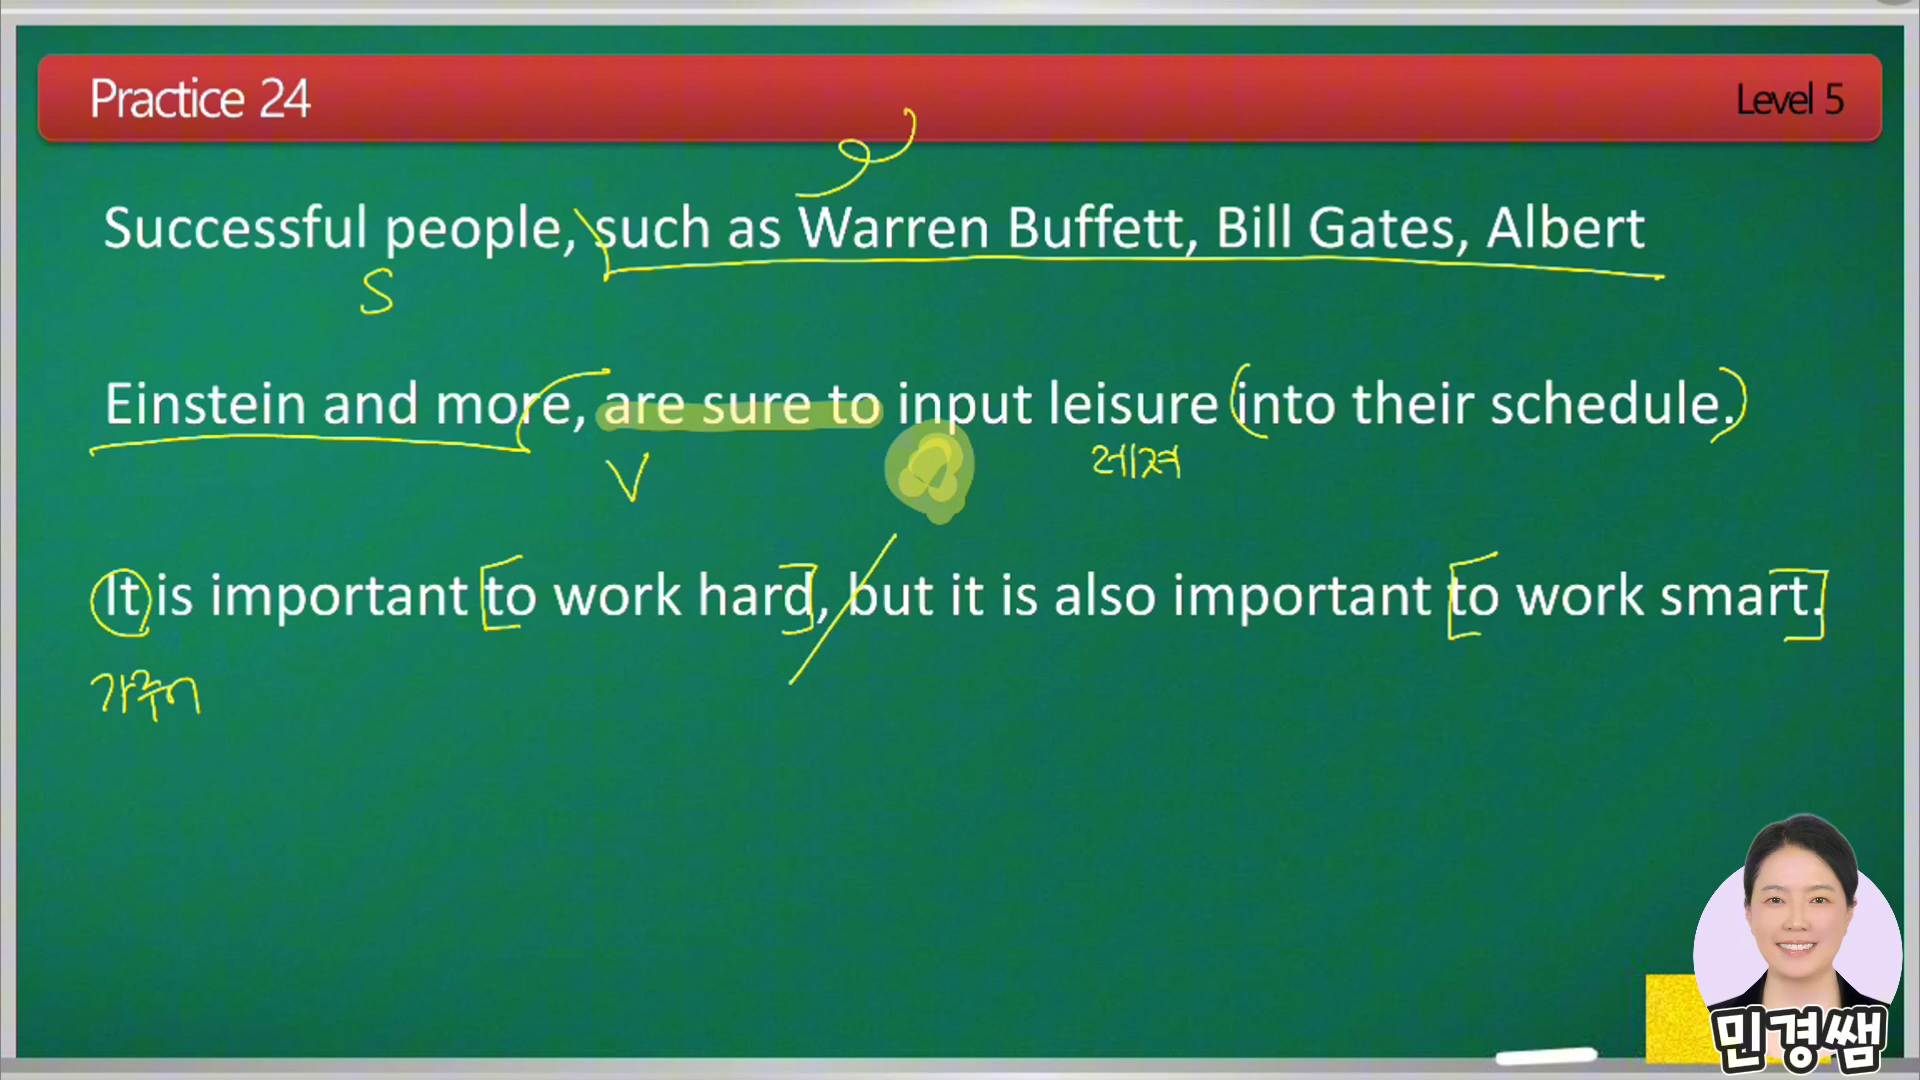 Practice 24
Level 5
Successful people, such as Warren Buffett, Bill Gates, Albert
S
Einstein and more, are sure to input leisure (into their schedule.)
V
레져
It is important [to work hard], / but it is also important [to work smart.]
가주어
민경쌤